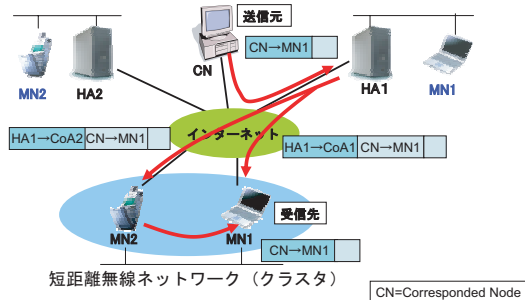 送信元
CN→MN1
CN
MN2
HA2
HA1
MN1
インターネット
HA1→CoA2 CN→MN1
HA1→CoA1 CN→MN1
受信先
MN2
MN1
CN→MN1
短距離無線ネットワーク（クラスタ）
CN=Corresponded Node